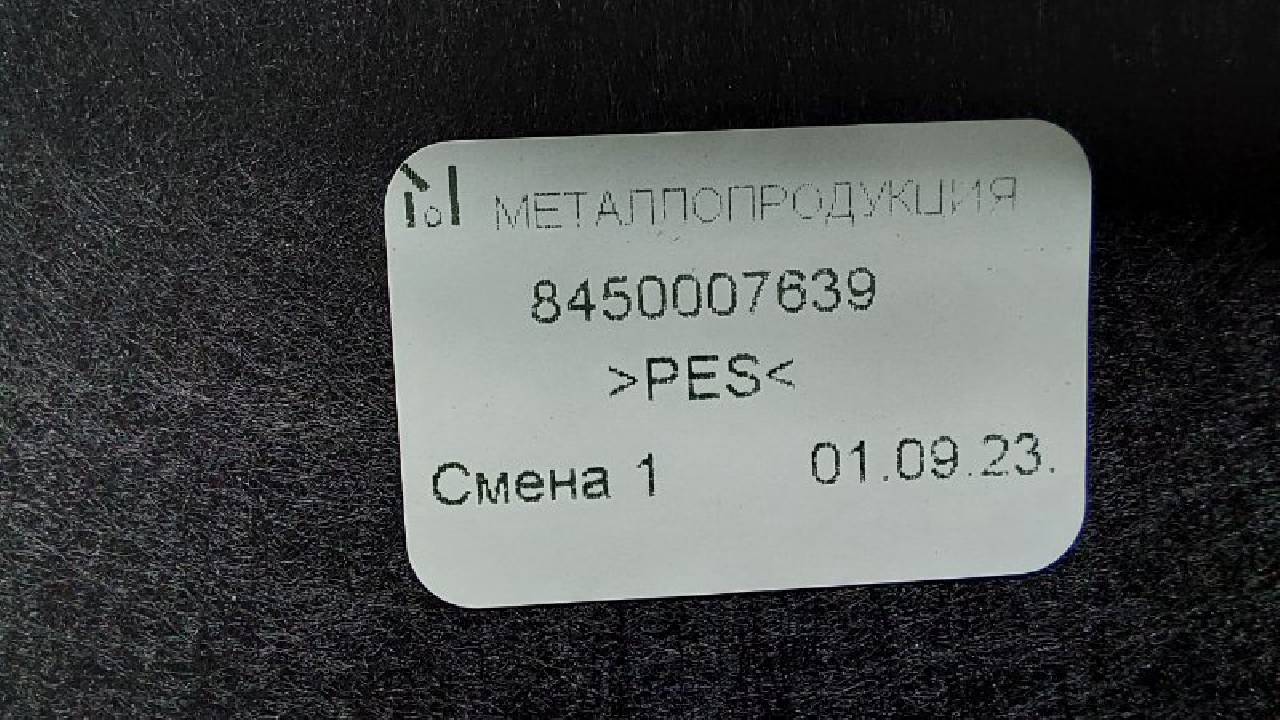 МЕТАЛЛОПРОДУКЦИЯ
8450007639
>PES<
Смена 1 01.09.23.